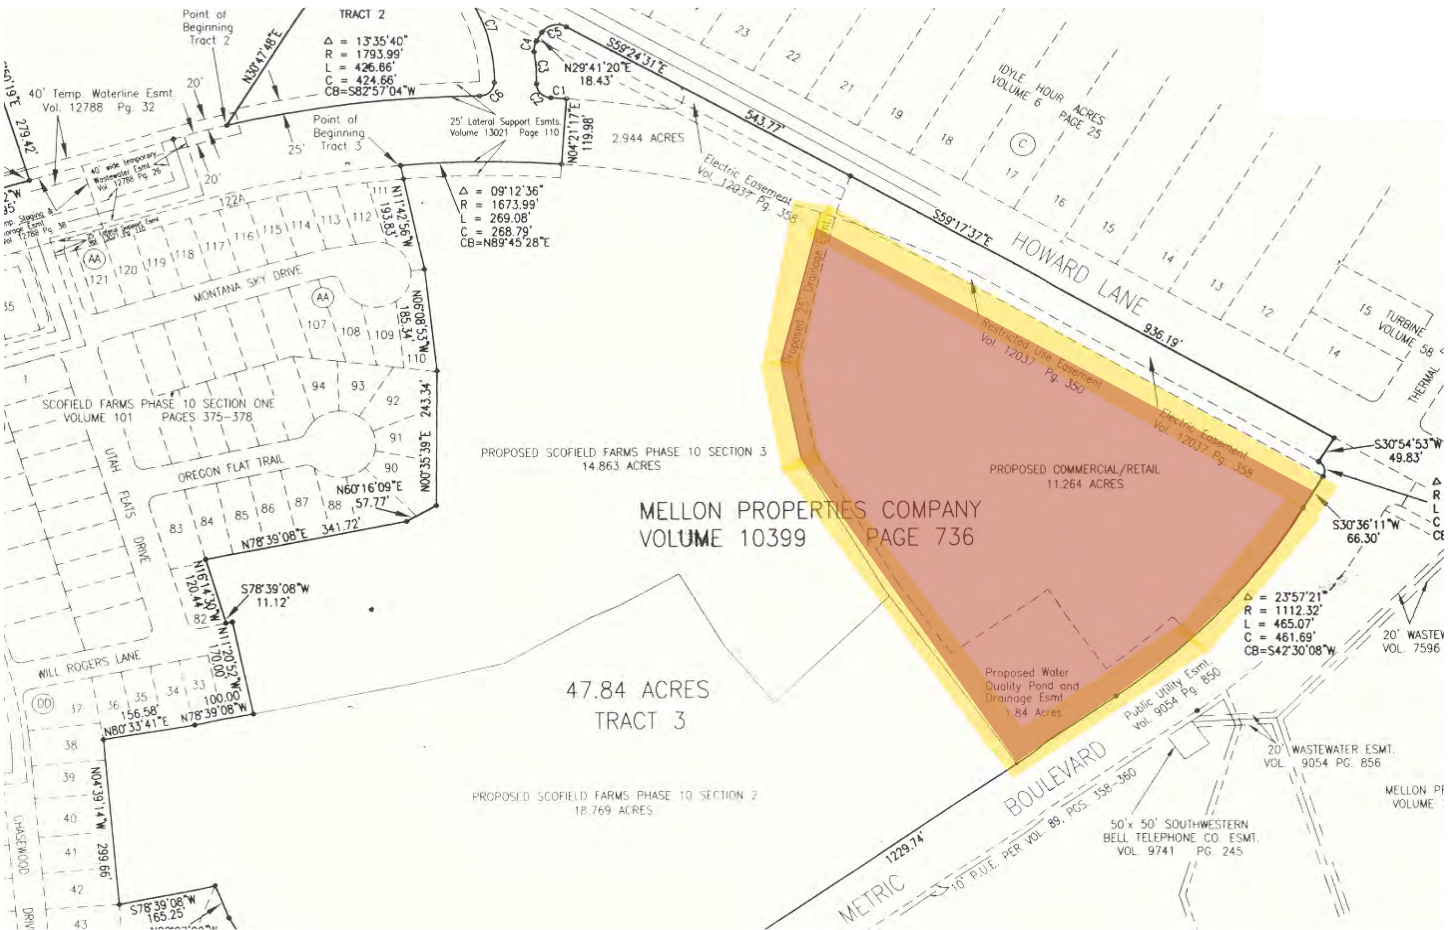 Point of
Beginning
Tract 2
N30°47'48"E
TRACT 2
Δ = 13°35'40"
R = 1793.99'
L = 426.66'
C = 424.66'
CB=S82°57'04"W
C7
C6
C5
C4
C3
C2
C1
N29°41'20"E
18.43'
S59°24'31"E
543.77'
N04°21'17"E
119.98'
2.944 ACRES
40' Temp. Waterline Esmt.
Vol. 12788 Pg. 32
20'
279.42'
25'
Point of
Beginning
Tract 3
25' Lateral Support Esmts.
Volume 13021 Page 110
40' wide temporary
Wastewater Esmt
Vol 12788 Pg. 26
20'
Δ = 09°12'36"
R = 1673.99'
L = 269.08'
C = 268.79'
CB=N89°45'28"E
Electric Easement
Vol. 12037 Pg. 358
IDYLE HOUR ACRES
VOLUME 6 PAGE 25
C
23
22
21
19
18
17
16
15
14
13
12
S59°17'37"E
936.19'
HOWARD LANE
15 TURBINE
VOLUME 58
14
THERMAL
122A
111
112
113
114
115
116
117
118
119
120
121
AA
N11°42'56"W
193.83'
MONTANA SKY DRIVE
AA
107
108
109
110
N06°08'53"W
185.34'
94
93
92
91
90
SCOFIELD FARMS PHASE 10 SECTION ONE
VOLUME 101 PAGES 375-378
UTAH FLATS DRIVE
OREGON FLAT TRAIL
N00°35'39"E 243.34'
N60°16'09"E
57.77'
83
84
85
86
87
88
N78°39'08"E 341.72'
N16°14'30"W
120.44'
S78°39'08"W
11.12'
82
N11°20'52"W
170.00'
WILL ROGERS LANE
DD
37
36
35
34
33
156.58'
N80°33'41"E
100.00'
N78°39'08"W
38
39
40
41
42
43
N04°39'14"W 299.66'
CHASEWOOD
S78°39'08"W
165.25'
Proposed 25' Drainage Esmt.
Restricted Use Easement
Vol. 12037 Pg. 350
Electric Easement
Vol. 12037 Pg. 358
PROPOSED SCOFIELD FARMS PHASE 10 SECTION 3
14.863 ACRES
PROPOSED COMMERCIAL/RETAIL
11.264 ACRES
MELLON PROPERTIES COMPANY
VOLUME 10399 PAGE 736
S30°54'53"W
49.83'
Δ
R
L
C
S30°36'11"W
66.30'
Δ = 23°57'21"
R = 1112.32'
L = 465.07'
C = 461.69'
CB=S42°30'08"W
20' WASTEW
VOL. 7596
47.84 ACRES
TRACT 3
Proposed Water
Quality Pond and
Drainage Esmt
1.84 Acres
Public Utility Esmt.
Vol. 9054 Pg. 850
20' WASTEWATER ESMT.
VOL 9054 PG. 856
PROPOSED SCOFIELD FARMS PHASE 10 SECTION 2
18.769 ACRES
METRIC BOULEVARD
1229.74'
10' P.U.E. PER VOL. 89, PGS. 358-360
50' x 50' SOUTHWESTERN
BELL TELEPHONE CO. ESMT.
VOL. 9741 PG 245
MELLON
VOLUME